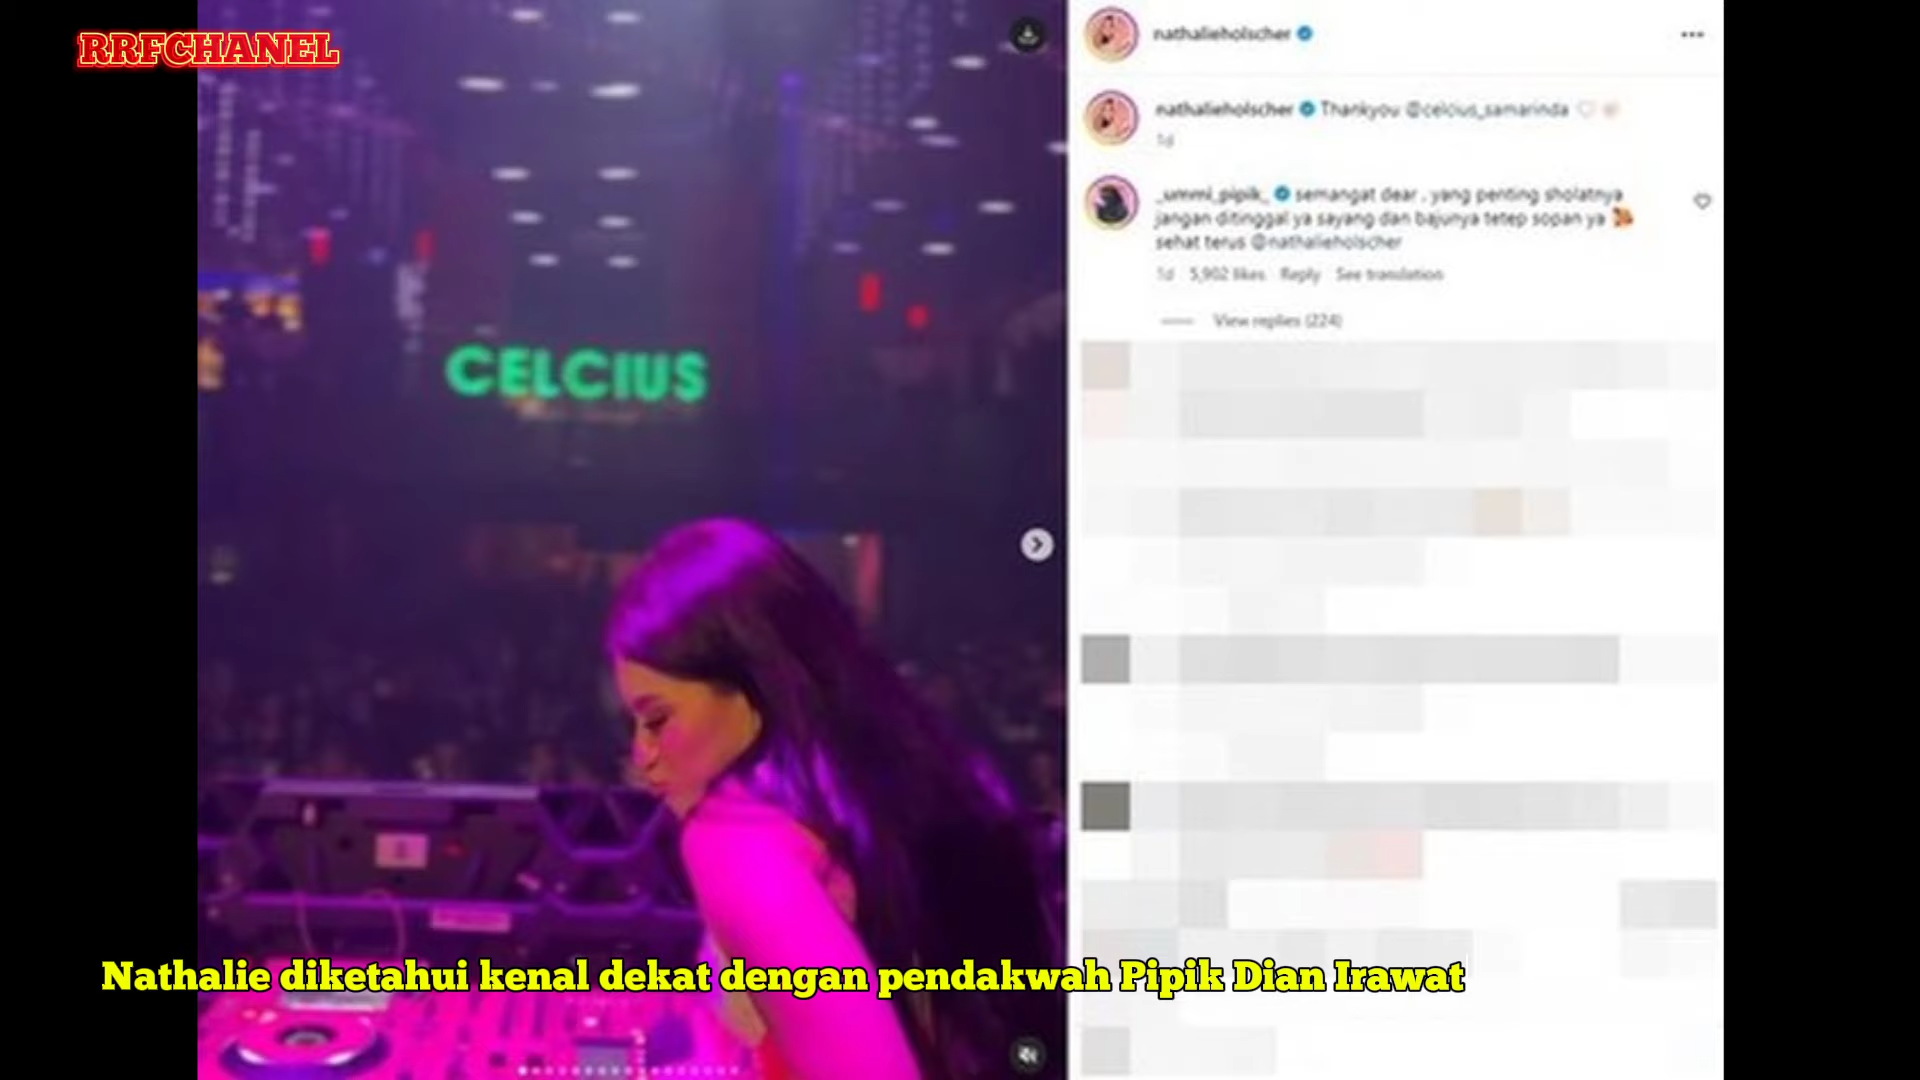 RRFCHANEL
CELCIUS
nathalieholscher
nathalieholscher Thankyou @celcius_samarinda
1d
_ummi_pipik_ semangat dear , yang penting sholatnya
jangan ditinggal ya sayang dan bajunya tetep sopan ya
sehat terus @nathalieholscher
1d 5,902 likes Reply See translation
View replies (224)
Nathalie diketahui kenal dekat dengan pendakwah Pipik Dian Irawat